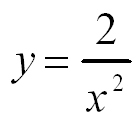 y = 2/x²